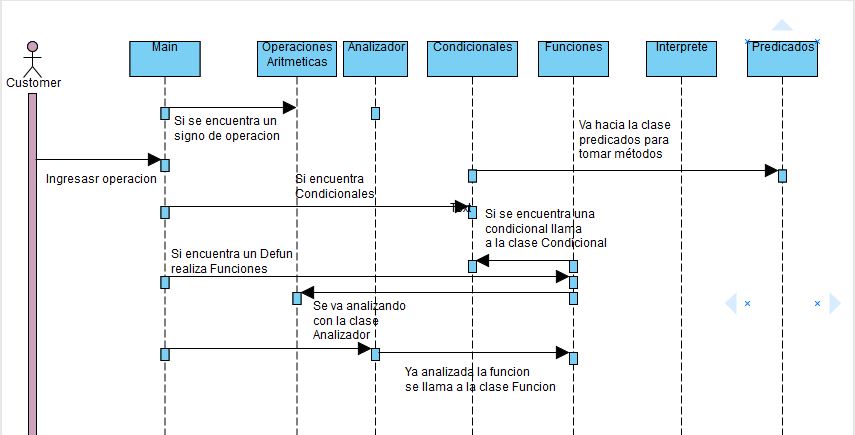 Customer
Main
Operaciones
Aritmeticas
Analizador
Condicionales
Funciones
Interprete
Predicados
Si se encuentra un
signo de operacion
Va hacia la clase
predicados para
tomar métodos
Ingresasr operacion
Si encuentra
Condicionales
Text
Si se encuentra una
condicional llama
a la clase Condicional
Si encuentra un Defun
realiza Funciones
Se va analizando
con la clase
Analizador
Ya analizada la funcion
se llama a la clase Funcion